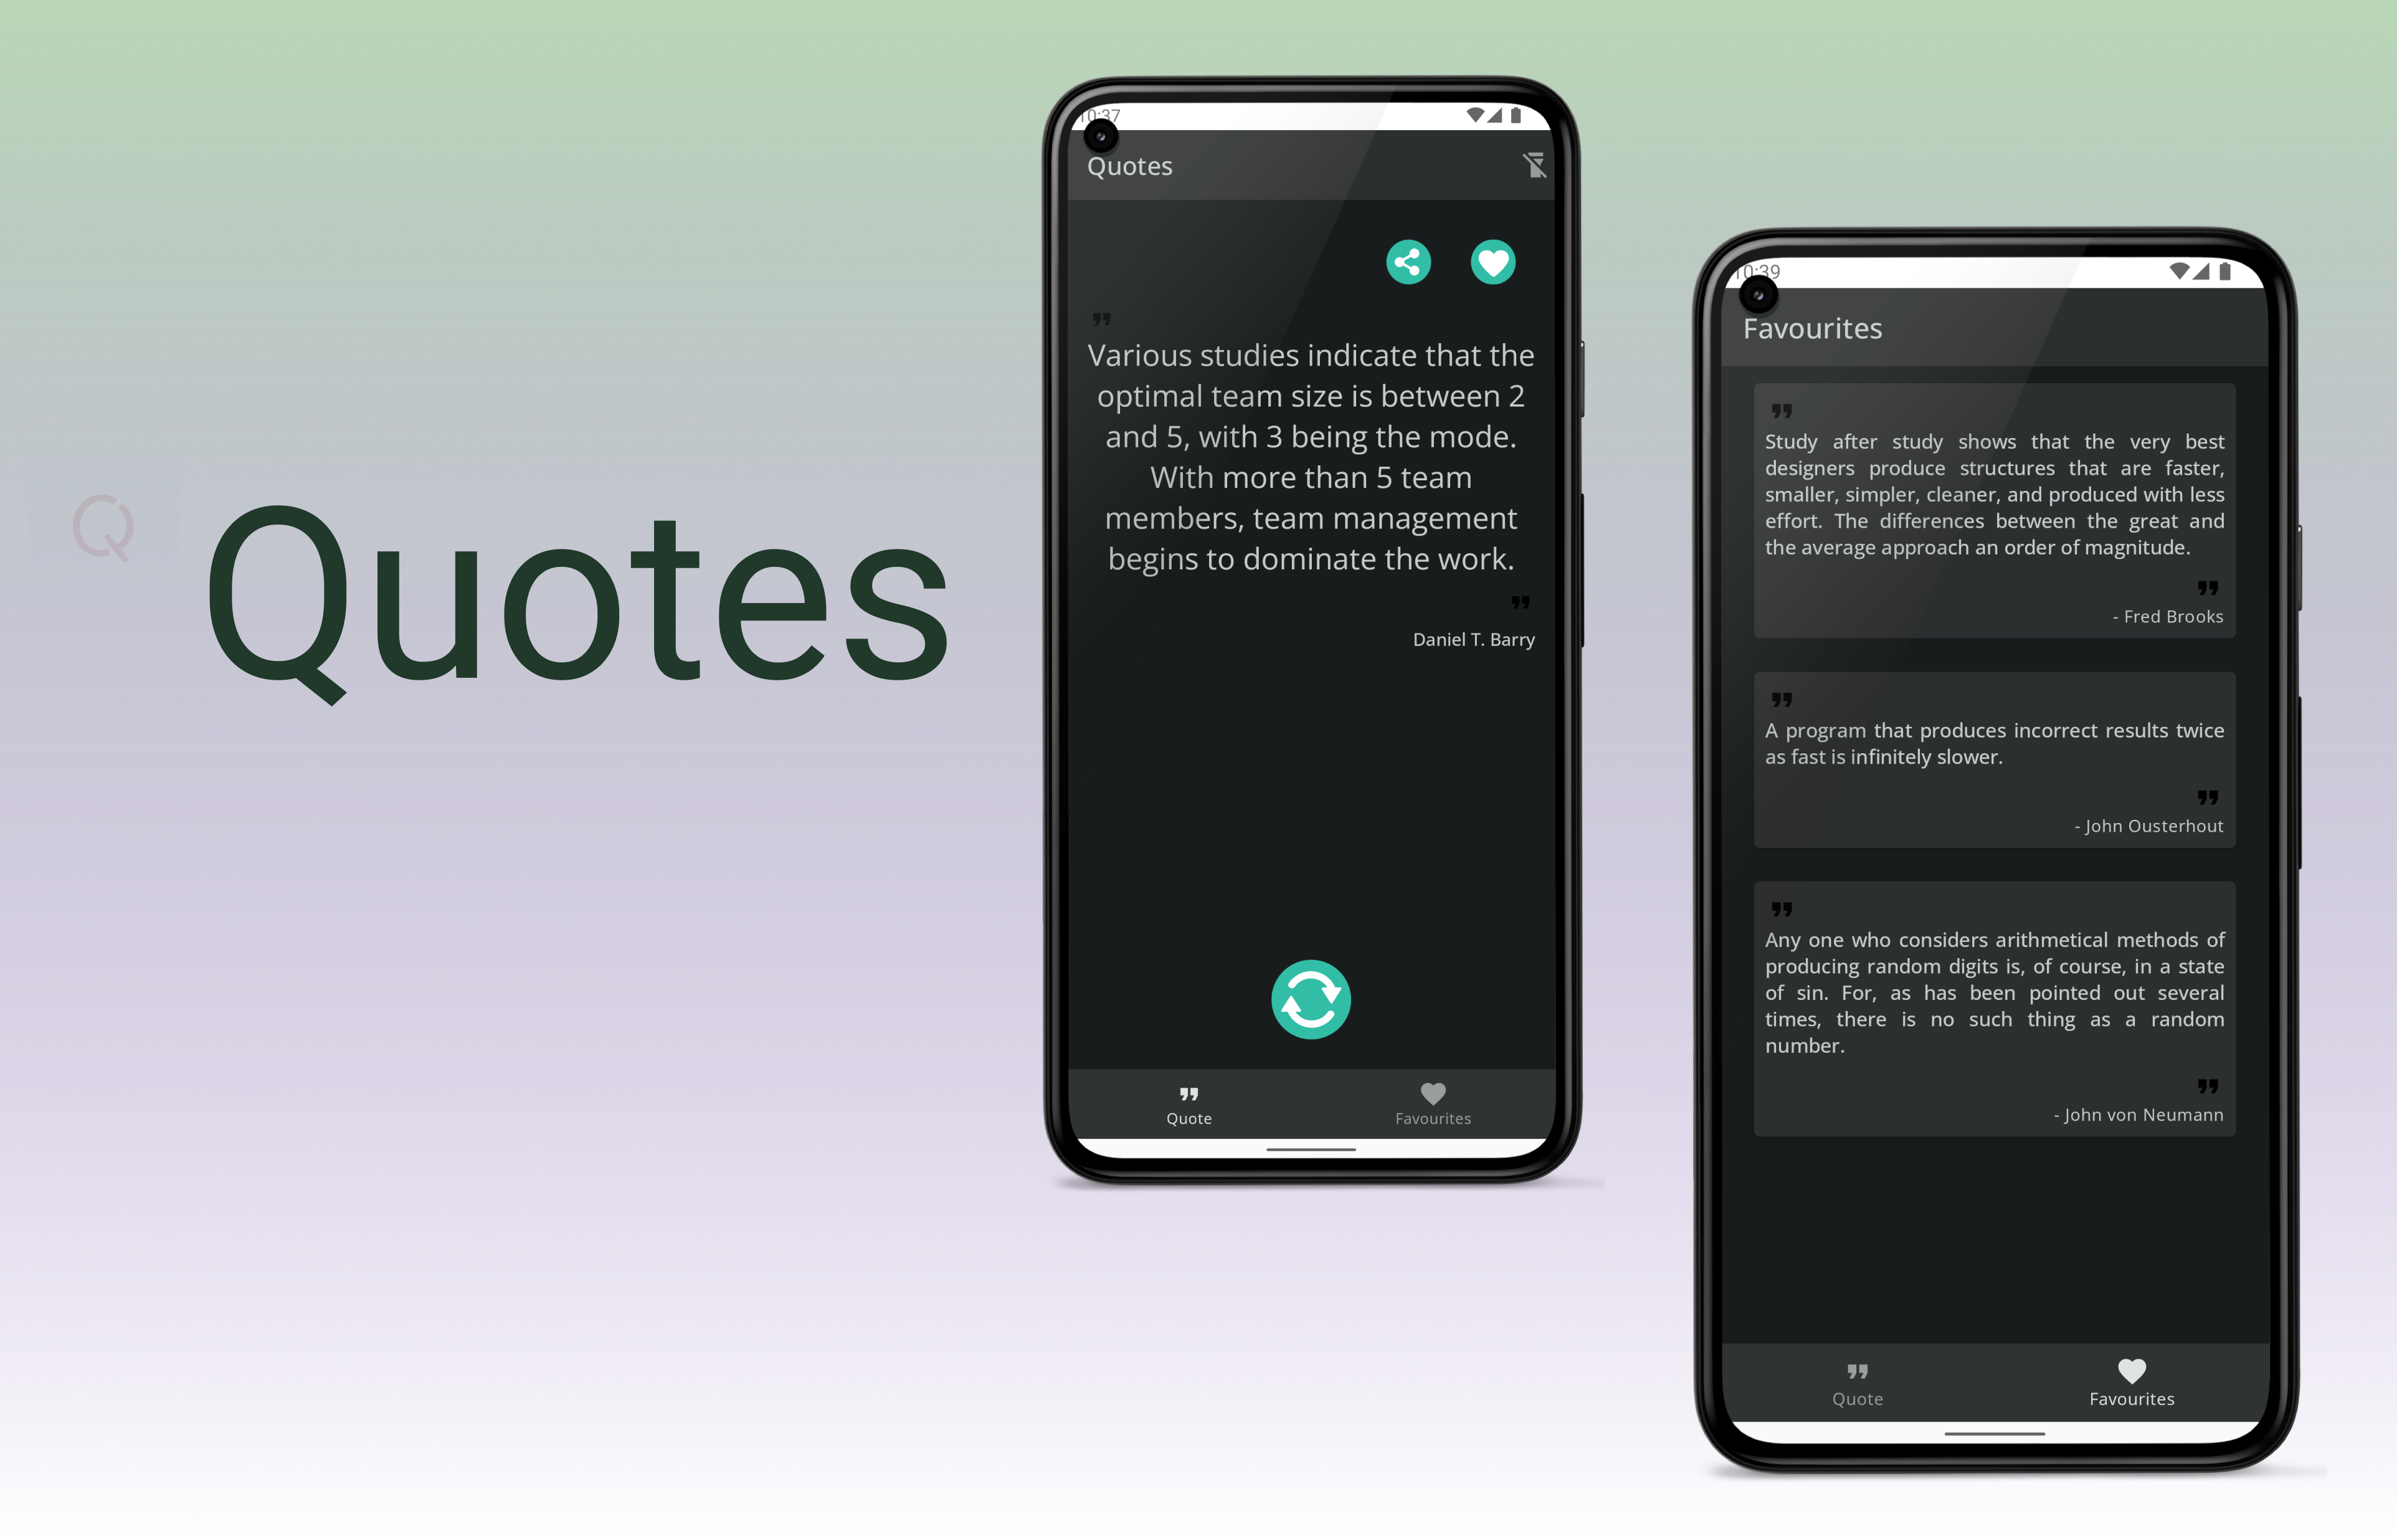 Quotes
10:37
Quotes
”
Various studies indicate that the
optimal team size is between 2
and 5, with 3 being the mode.
With more than 5 team
members, team management
begins to dominate the work.
”
Daniel T. Barry
Quote
Favourites
10:39
Favourites
”
Study after study shows that the very best
designers produce structures that are faster,
smaller, simpler, cleaner, and produced with less
effort. The differences between the great and
the average approach an order of magnitude.
”
- Fred Brooks
”
A program that produces incorrect results twice
as fast is infinitely slower.
”
- John Ousterhout
”
Any one who considers arithmetical methods of
producing random digits is, of course, in a state
of sin. For, as has been pointed out several
times, there is no such thing as a random
number.
”
- John von Neumann
Quote
Favourites